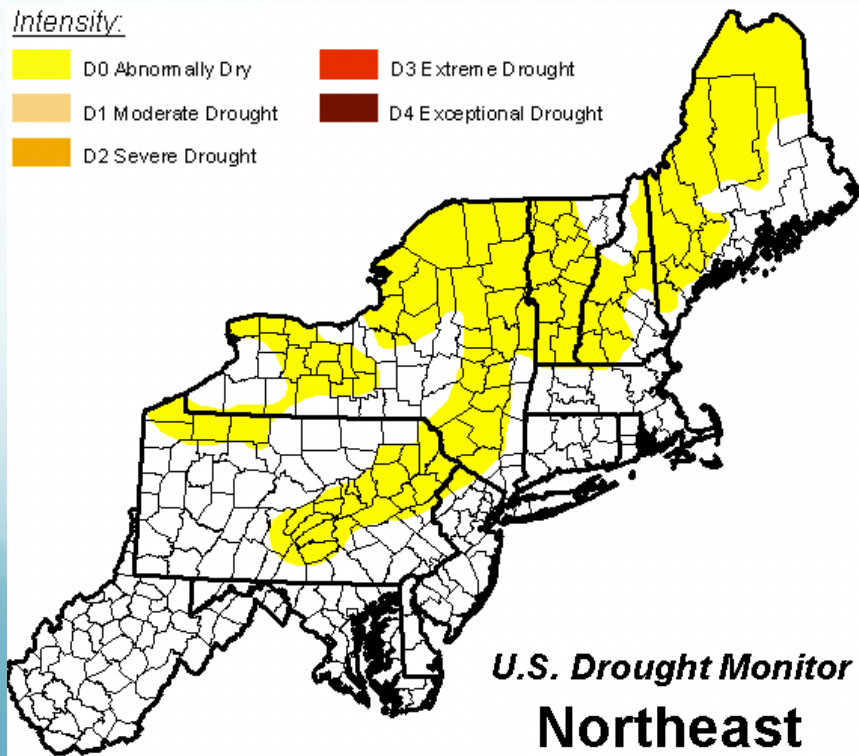 Intensity:
D0 Abnormally Dry
D1 Moderate Drought
D2 Severe Drought
D3 Extreme Drought
D4 Exceptional Drought
U.S. Drought Monitor
Northeast